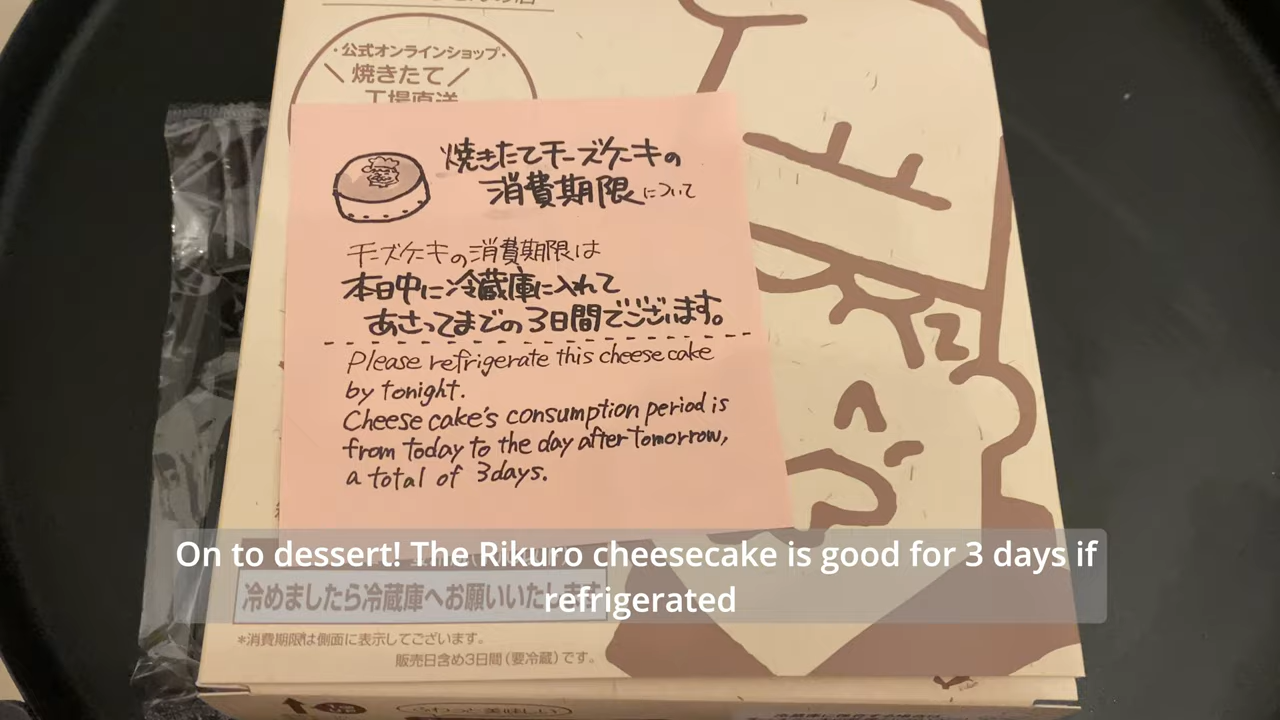 ・公式オンラインショップ・
＼焼きたて／
工場直送
焼きたてチーズケーキの
消費期限について
チーズケーキの消費期限は
本日中に冷蔵庫に入れて
あさってまでの3日間でございます。
Please refrigerate this cheese cake
by tonight.
Cheese cake's consumption period is
from today to the day after tomorrow,
a total of 3days.
On to dessert! The Rikuro cheesecake is good for 3 days if
refrigerated
冷めましたら冷蔵庫へお願いいたします
*消費期限は側面に表示してございます。
販売日含め3日間(要冷蔵)です。